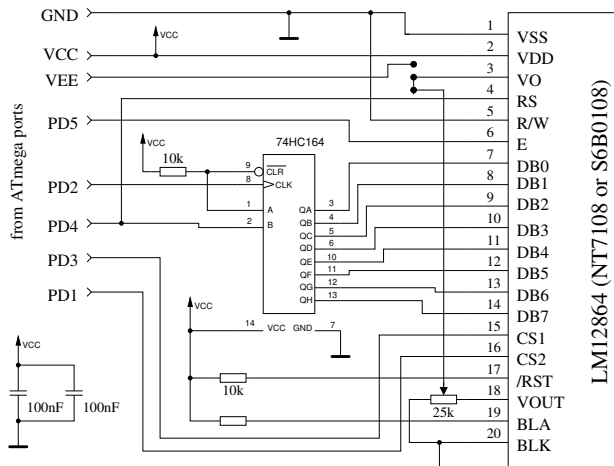 GND
VCC
VEE
PD5
PD2
PD4
PD3
PD1
from ATmega ports
VCC
VCC
10k
74HC164
9 CLR
8 CLK
1 A
2 B
QA 3
QB 4
QC 5
QD 6
QE 10
QF 11
QG 12
QH 13
14 VCC GND 7
VCC
10k
VCC
100nF 100nF
25k
1 VSS
2 VDD
3 VO
4 RS
5 R/W
6 E
7 DB0
8 DB1
9 DB2
10 DB3
11 DB4
12 DB5
13 DB6
14 DB7
15 CS1
16 CS2
17 /RST
18 VOUT
19 BLA
20 BLK
LM12864 (NT7108 or S6B0108)